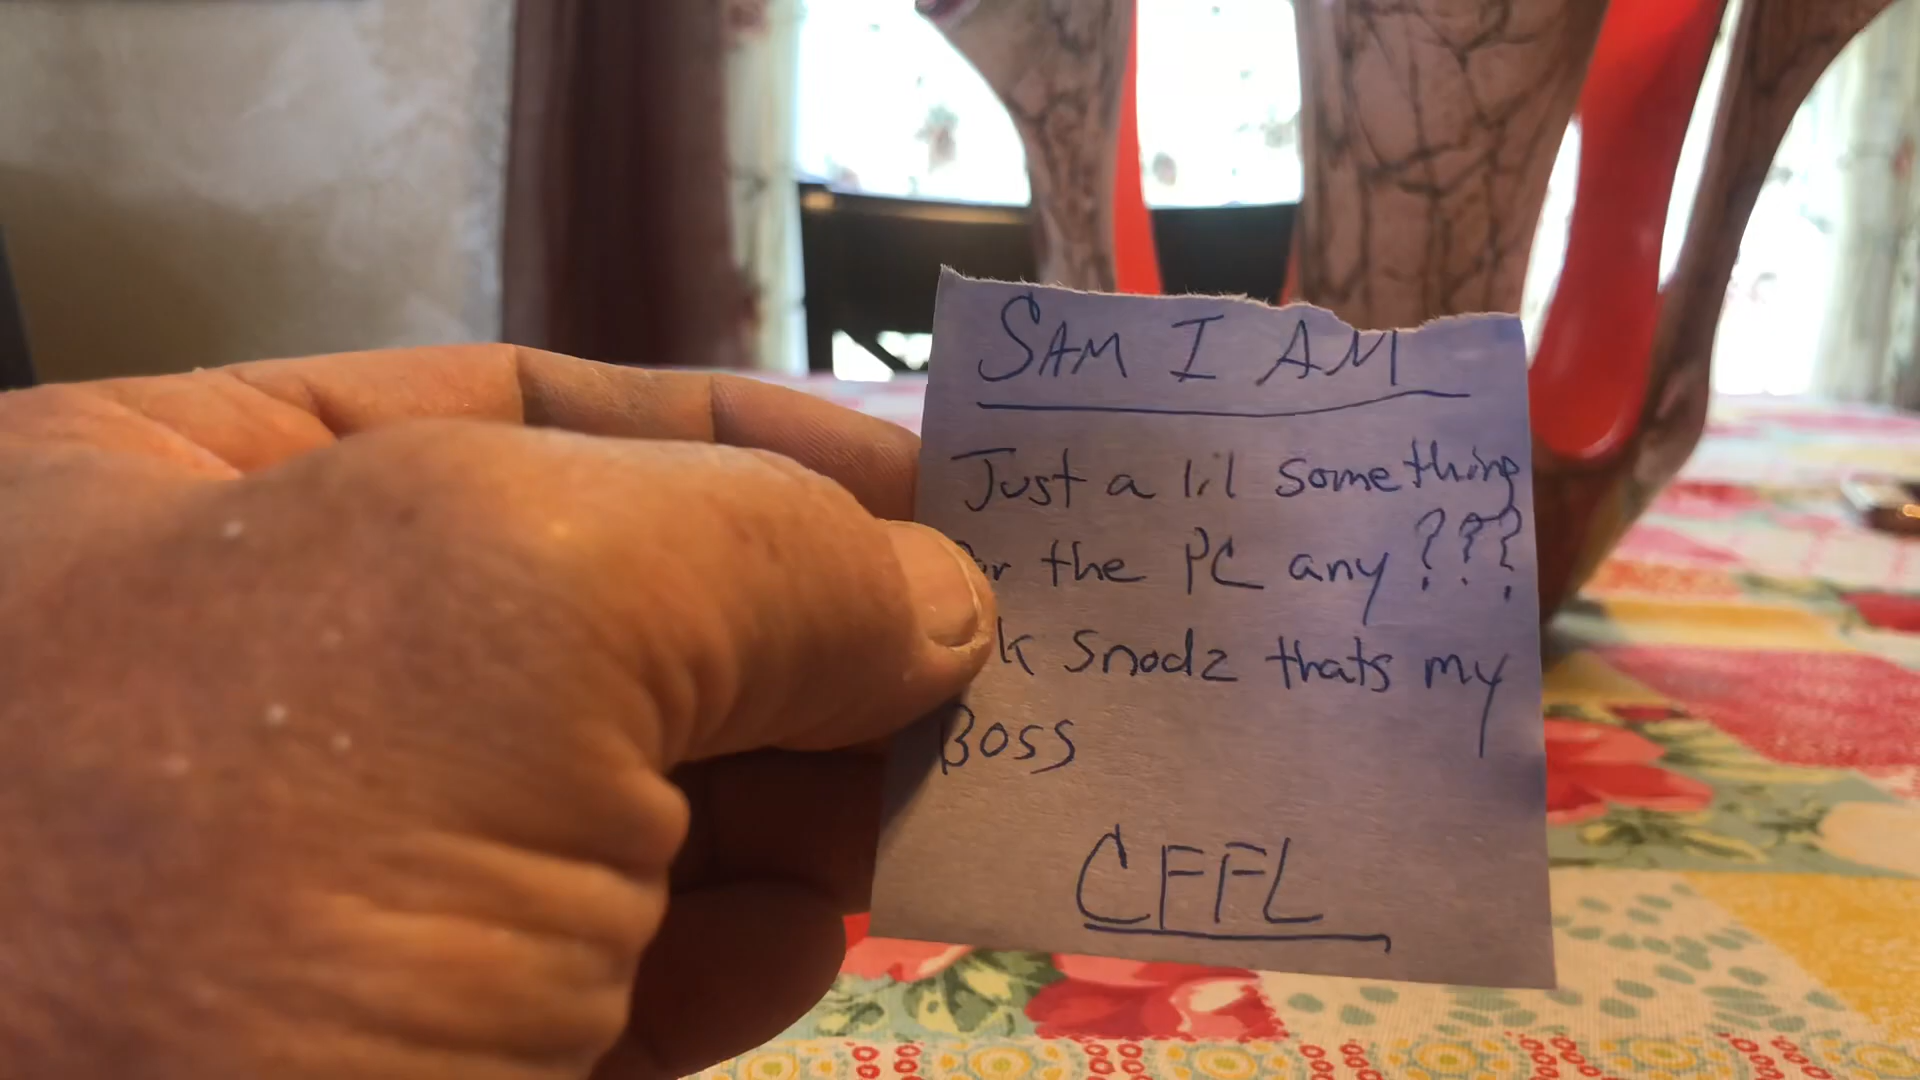 SAM I AM
Just a lil something
the PC any ???
Snodz thats my
Boss
CFFL